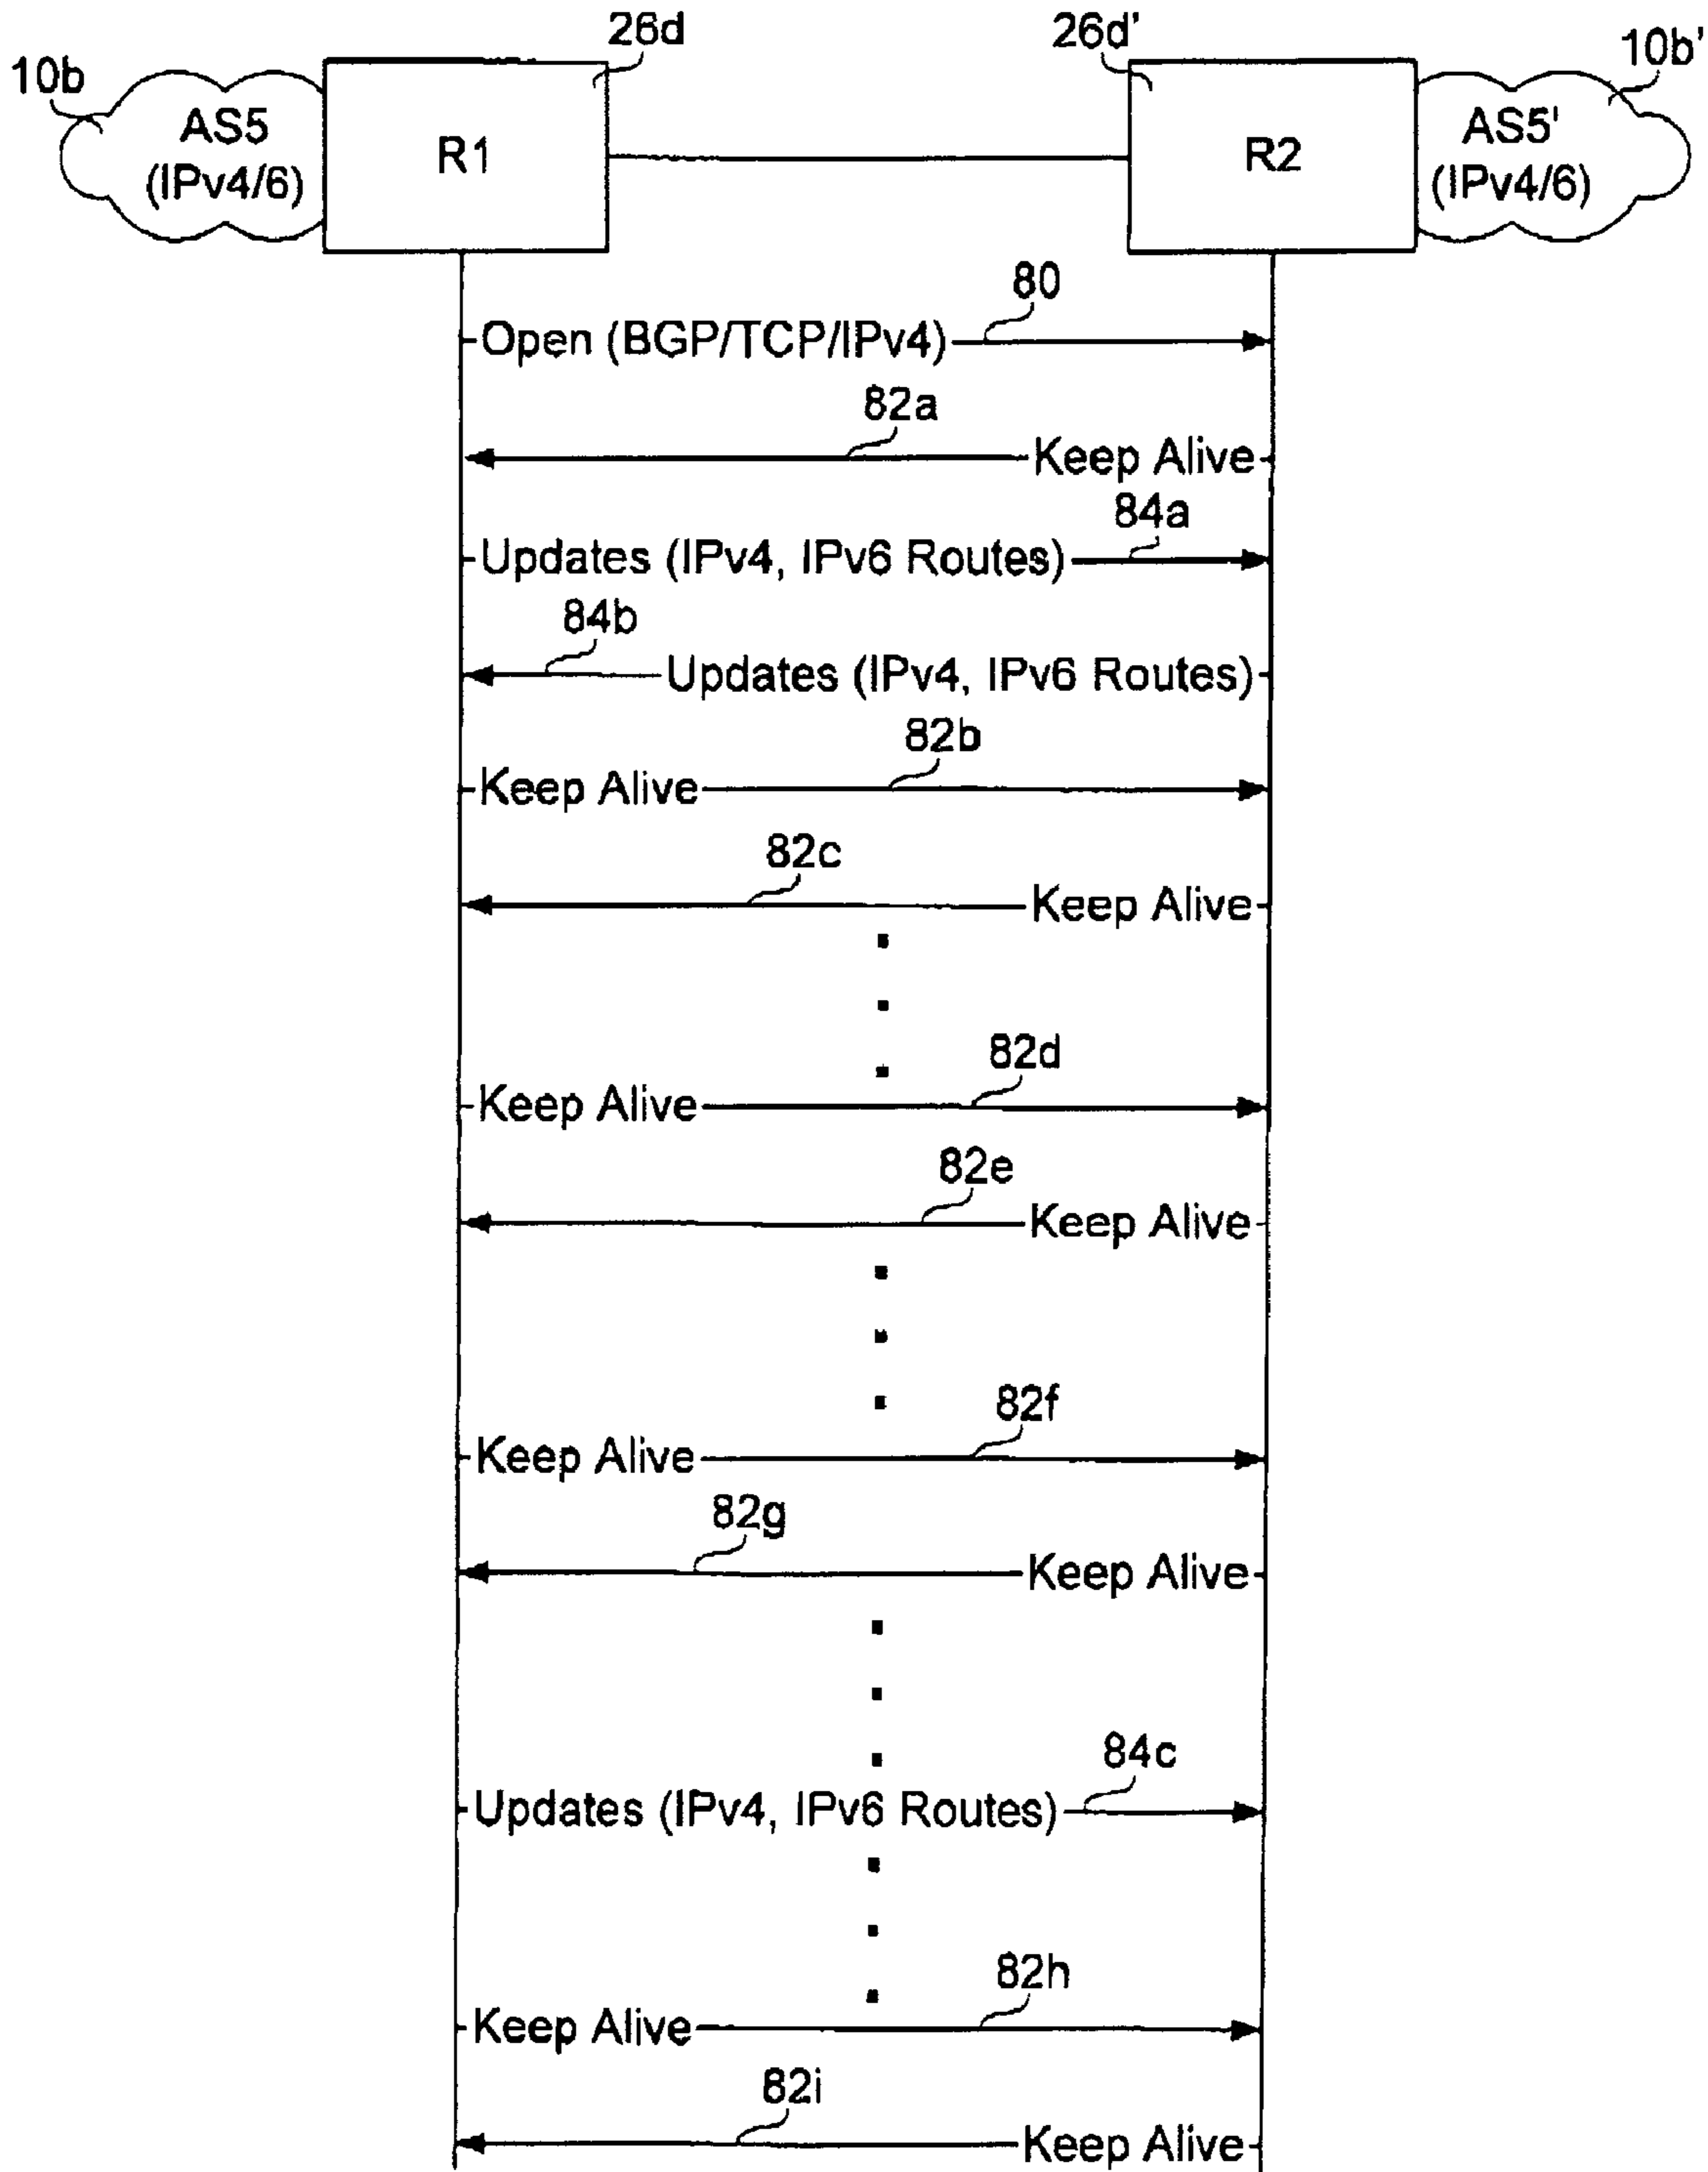 26d
26d'
10b
10b'
AS5
(IPv4/6)
R1
R2
AS5'
(IPv4/6)
80
Open (BGP/TCP/IPv4)
82a
Keep Alive
84a
Updates (IPv4, IPv6 Routes)
84b
Updates (IPv4, IPv6 Routes)
82b
Keep Alive
82c
Keep Alive
82d
Keep Alive
82e
Keep Alive
82f
Keep Alive
82g
Keep Alive
84c
Updates (IPv4, IPv6 Routes)
82h
Keep Alive
82i
Keep Alive